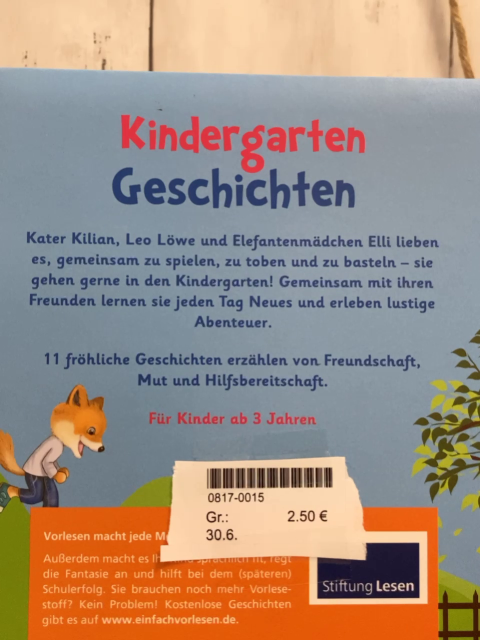 Kindergarten
Geschichten
Kater Kilian, Leo Löwe und Elefantenmädchen Elli lieben
es, gemeinsam zu spielen, zu toben und zu basteln – sie
gehen gerne in den Kindergarten! Gemeinsam mit ihren
Freunden lernen sie jeden Tag Neues und erleben lustige
Abenteuer.
11 fröhliche Geschichten erzählen von Freundschaft,
Mut und Hilfsbereitschaft.
Für Kinder ab 3 Jahren
0817-0015
Gr.: 2.50 €
30.6.
Vorlesen macht jede
Außerdem macht es sprachlich fit, regt
die Fantasie an und hilft bei dem (späteren)
Schulerfolg. Sie brauchen noch mehr Vorlese-
stoff? Kein Problem! Kostenlose Geschichten
gibt es auf www.einfachvorlesen.de.
Stiftung Lesen